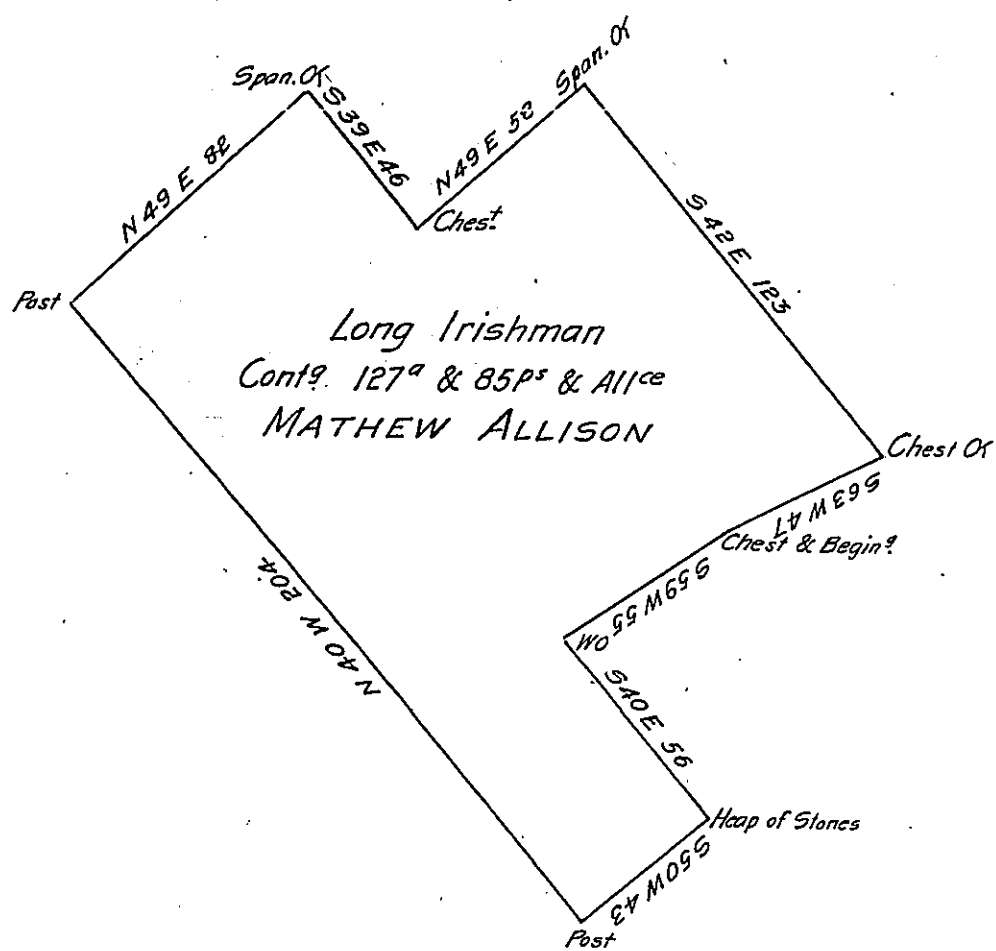 Span. Ok
Span. Ok
S 39 E 46
N 49 E 82
N 49 E 58
Chest
S 42 E 123
Post
Long Irishman
Contg. 127a & 85ps & Allce
MATHEW ALLISON
Chest Ok
S 63 W 47
Chest & Beging.
S 59 W 55
WO
N 40 W 204
S 40 E 56
Heap of Stones
S 50 W 43
Post